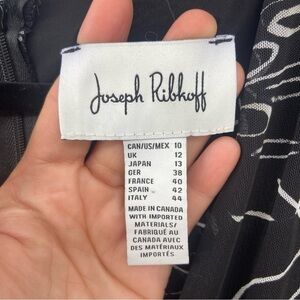 Joseph Ribkoff
CAN/US/MEX 10
UK 12
JAPAN 13
GER 38
FRANCE 40
SPAIN 42
ITALY 44
MADE IN CANADA
WITH IMPORTED
MATERIALS/
FABRIQUÉ AU
CANADA AVEC
DES MATÉRIAUX
IMPORTÉS